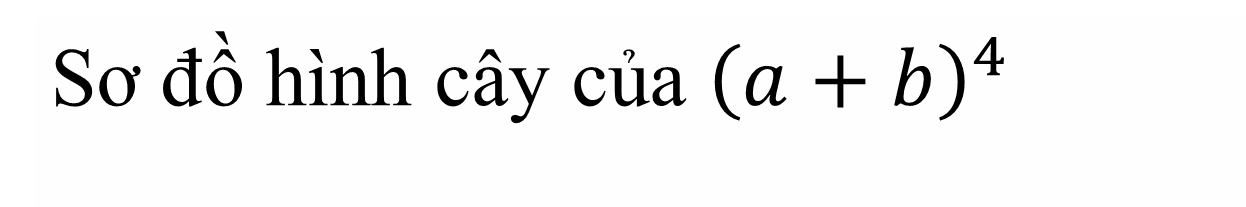 Sơ đồ hình cây của $(a + b)^4$